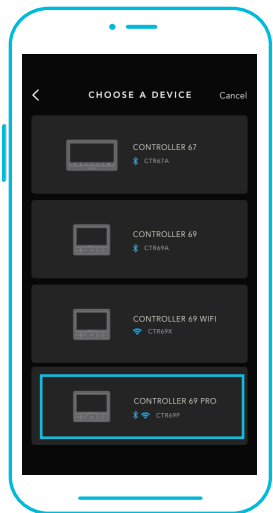 CHOOSE A DEVICE Cancel
CONTROLLER 67
CTR67A
CONTROLLER 69
CTR69A
CONTROLLER 69 WIFI
CTR69X
CONTROLLER 69 PRO
CTR69P